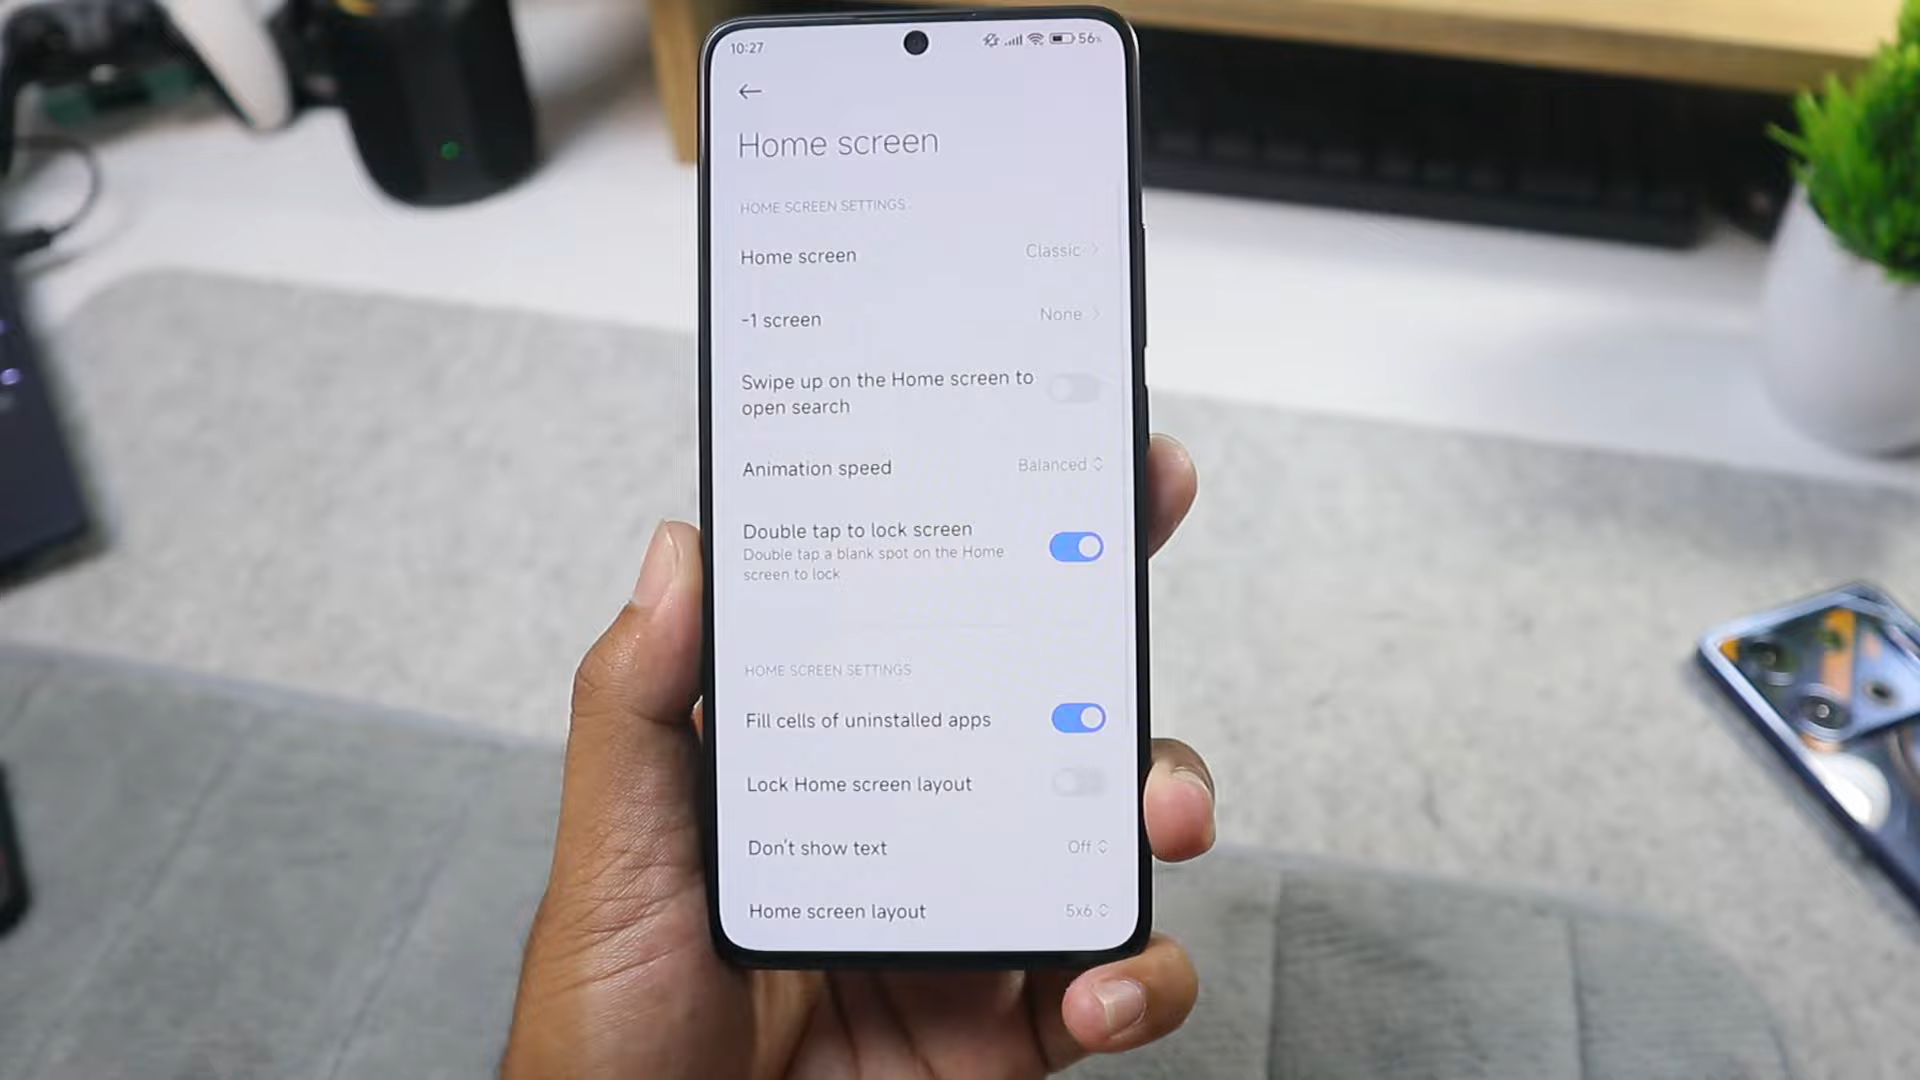 10:27
56%
Home screen
HOME SCREEN SETTINGS
Home screen
Classic
-1 screen
None
Swipe up on the Home screen to
open search
Animation speed
Balanced
Double tap to lock screen
Double tap a blank spot on the Home
screen to lock
HOME SCREEN SETTINGS
Fill cells of uninstalled apps
Lock Home screen layout
Don't show text
Off
Home screen layout
5x6